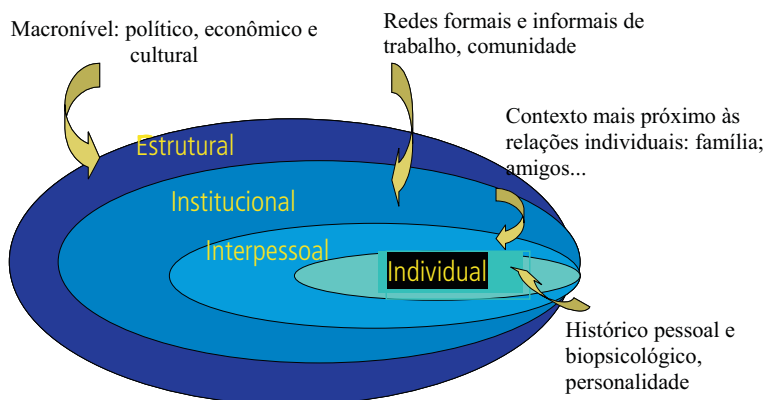 Macronível: político, econômico e
cultural
Redes formais e informais de
trabalho, comunidade
Contexto mais próximo às
relações individuais: família;
amigos...
Estrutural
Institucional
Interpessoal
Individual
Histórico pessoal e
biopsicológico,
personalidade